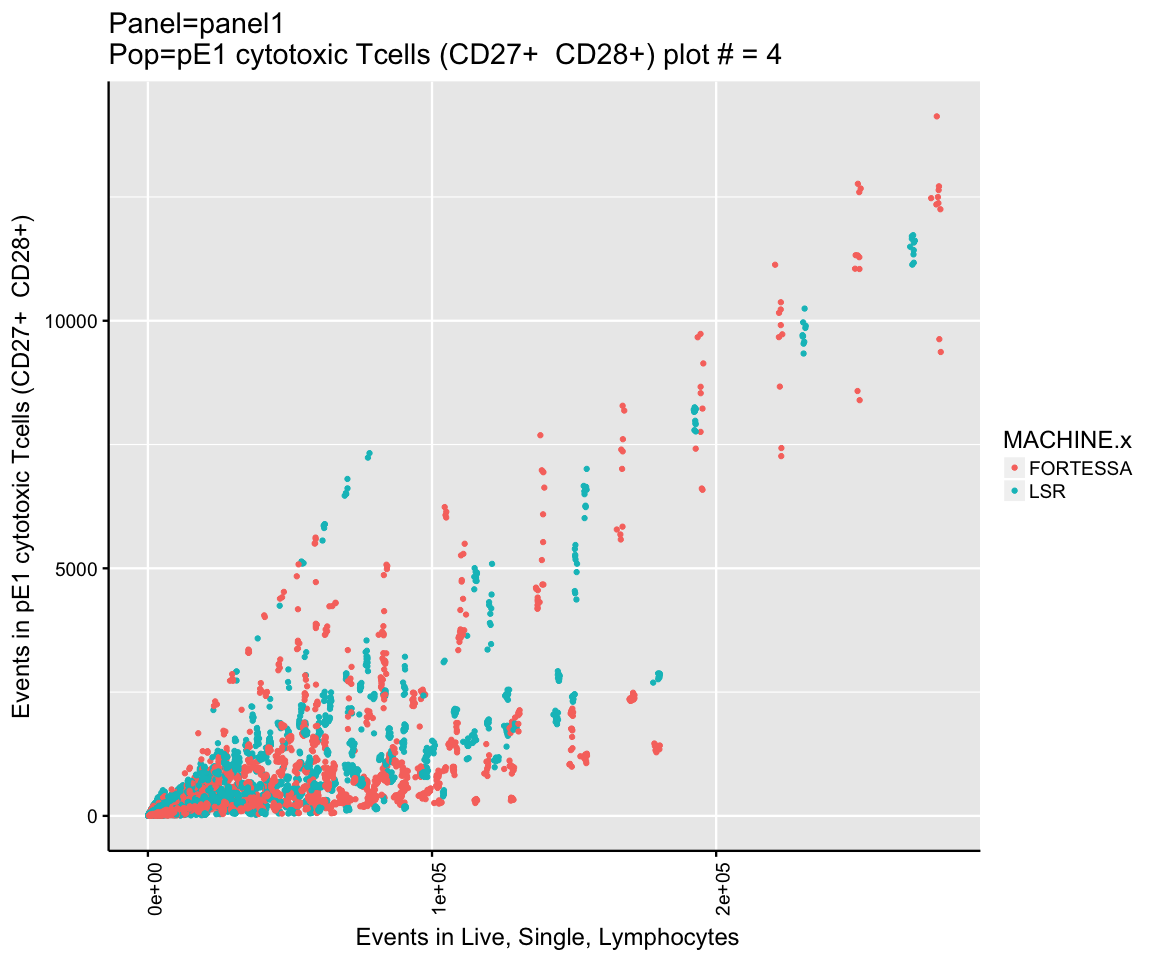 Panel=panel1
Pop=pE1 cytotoxic Tcells (CD27+  CD28+) plot # = 4
Events in pE1 cytotoxic Tcells (CD27+  CD28+)
10000
5000
0
0e+00
1e+05
2e+05
Events in Live, Single, Lymphocytes
MACHINE.x
FORTESSA
LSR